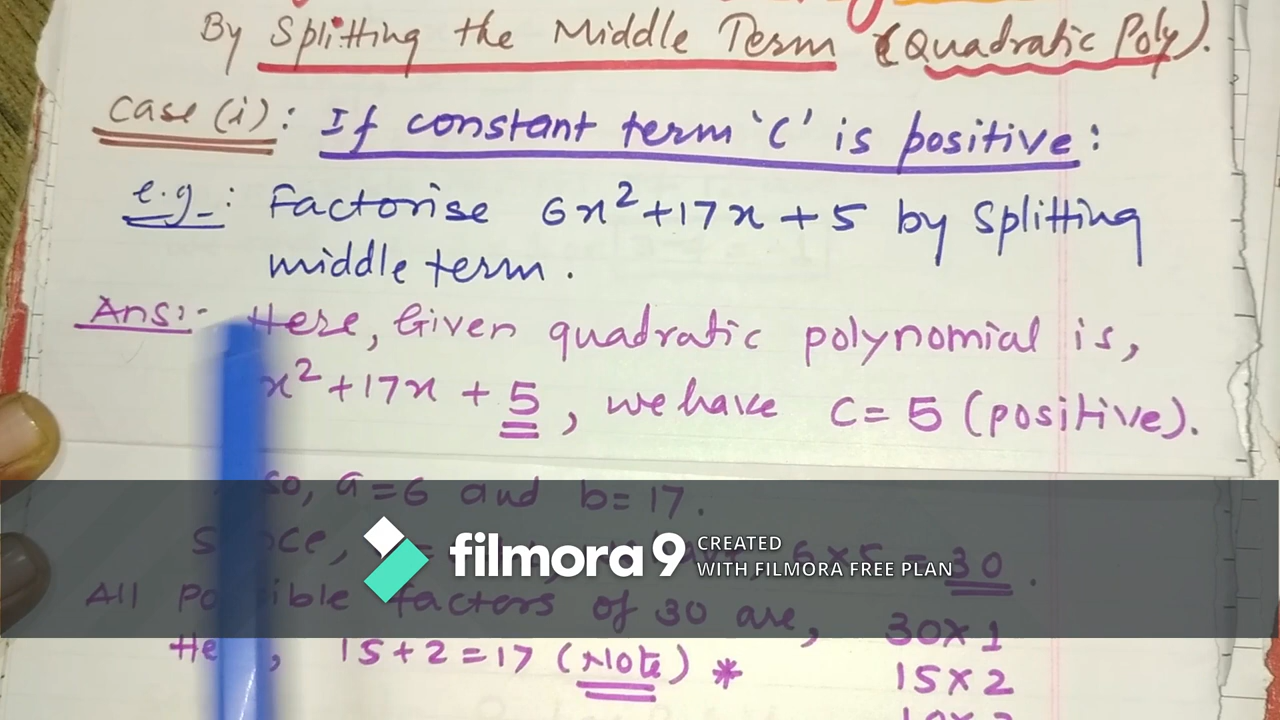 By Splitting the Middle Term (Quadratic Poly).
Case (i): If constant term 'C' is positive:
e.g.: Factorise 6x²+17x+5 by Splitting
middle term.
Ans:- Here, Given quadratic polynomial is,
x²+17x+5, we have C=5 (positive).
so, a=6 and b=17.
6×5=30.
filmora9 CREATED
WITH FILMORA FREE PLAN
All factors of 30 are, 30×1
15+2=17 (Note) * 15×2